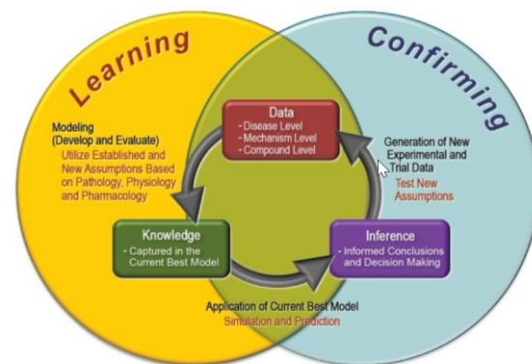 Learning
Confirming
Data
- Disease Level
- Mechanism Level
- Compound Level
Modeling
(Develop and Evaluate)
Utilize Established and
New Assumptions Based
on Pathology, Physiology
and Pharmacology
Generation of New
Experimental and
Trial Data
Test New
Assumptions
Knowledge
- Captured in the
Current Best Model
Inference
- Informed Conclusions
and Decision Making
Application of Current Best Model
Simulation and Prediction